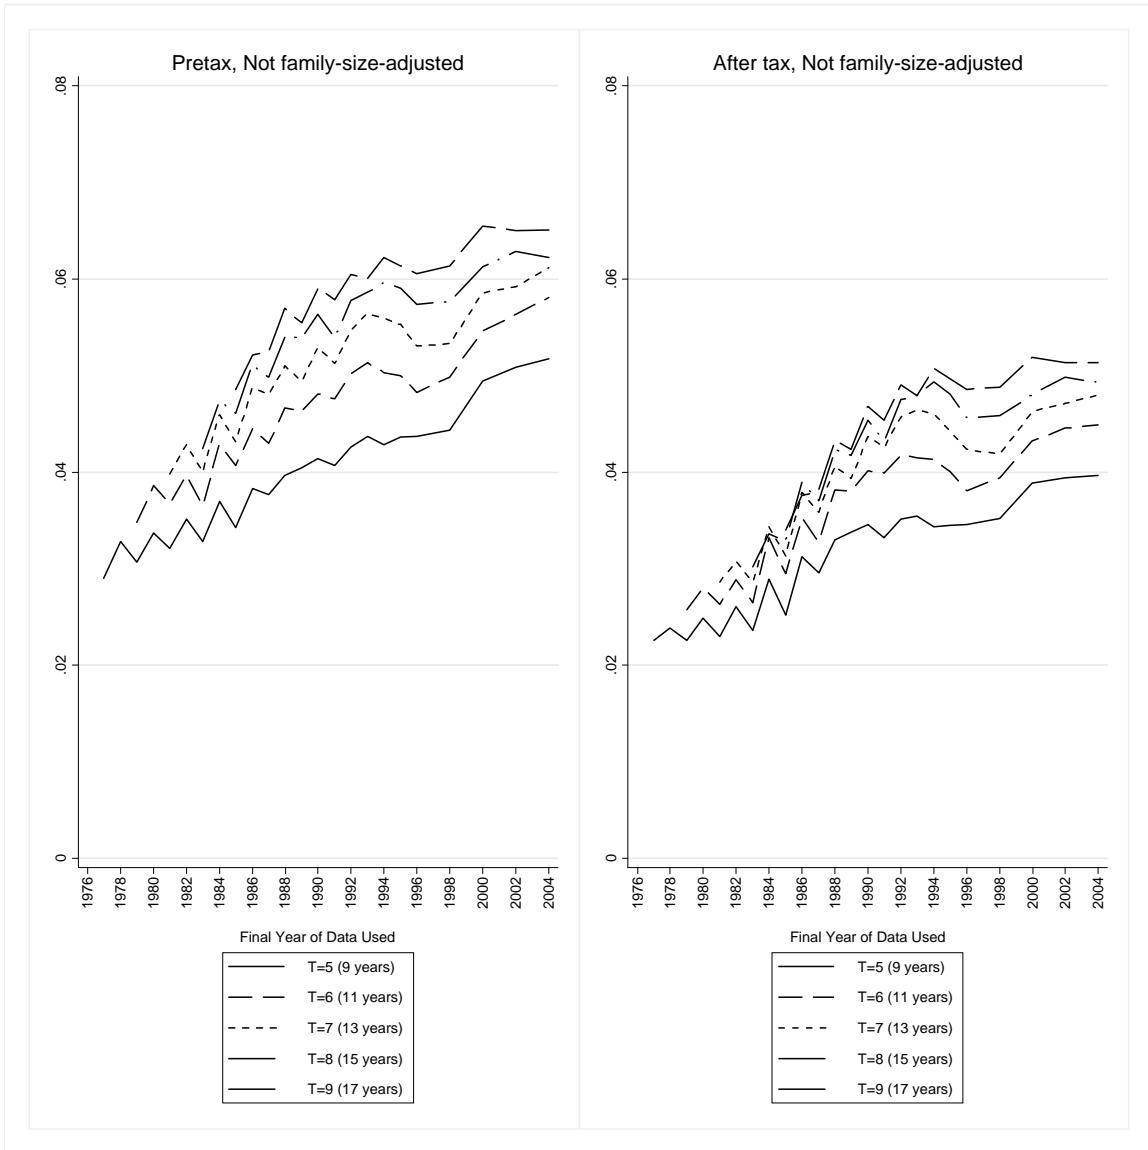 Pretax, Not family-size-adjusted
.08
.06
.04
.02
0
1976
1978
1980
1982
1984
1986
1988
1990
1992
1994
1996
1998
2000
2002
2004
Final Year of Data Used
T=5 (9 years)
T=6 (11 years)
T=7 (13 years)
T=8 (15 years)
T=9 (17 years)
After tax, Not family-size-adjusted
.08
.06
.04
.02
0
1976
1978
1980
1982
1984
1986
1988
1990
1992
1994
1996
1998
2000
2002
2004
Final Year of Data Used
T=5 (9 years)
T=6 (11 years)
T=7 (13 years)
T=8 (15 years)
T=9 (17 years)